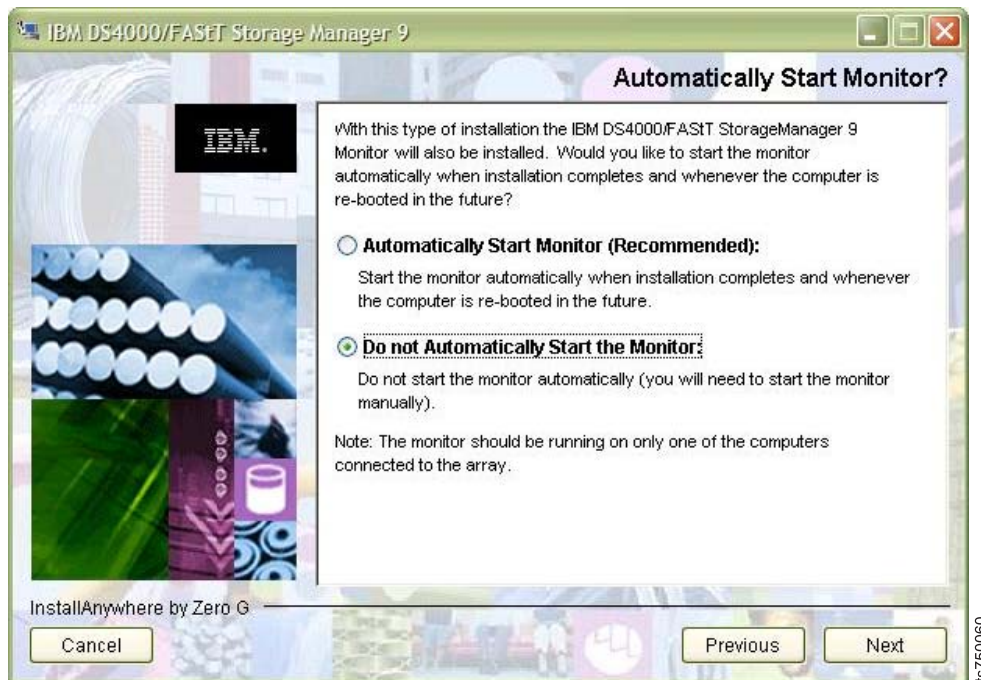 IBM DS4000/FAStT Storage Manager 9
Automatically Start Monitor?
IBM.
With this type of installation the IBM DS4000/FAStT StorageManager 9
Monitor will also be installed. Would you like to start the monitor
automatically when installation completes and whenever the computer is
re-booted in the future?
Automatically Start Monitor (Recommended):
Start the monitor automatically when installation completes and whenever
the computer is re-booted in the future.
Do not Automatically Start the Monitor:
Do not start the monitor automatically (you will need to start the monitor
manually).
Note: The monitor should be running on only one of the computers
connected to the array.
InstallAnywhere by Zero G
Cancel
Previous
Next